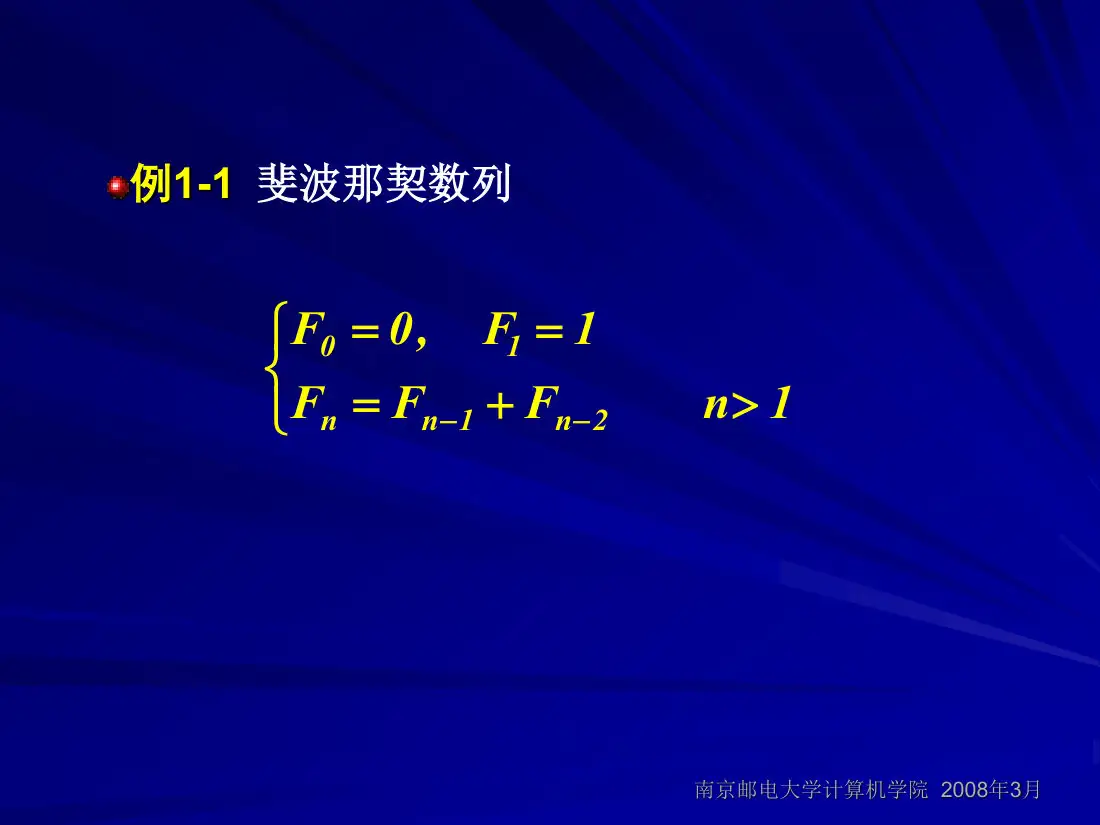 例1-1 斐波那契数列
F₀ = 0, F₁ = 1
Fₙ = Fₙ₋₁ + Fₙ₋₂ n> 1
南京邮电大学计算机学院 2008年3月